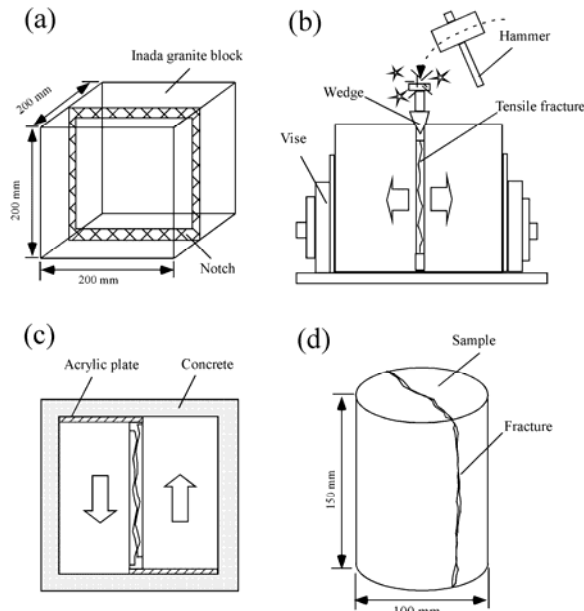 (a)
Inada granite block
200 mm
200 mm
200 mm
Notch
(b)
Hammer
Wedge
Tensile fracture
Vise
(c)
Acrylic plate
Concrete
(d)
Sample
Fracture
150 mm
100 mm